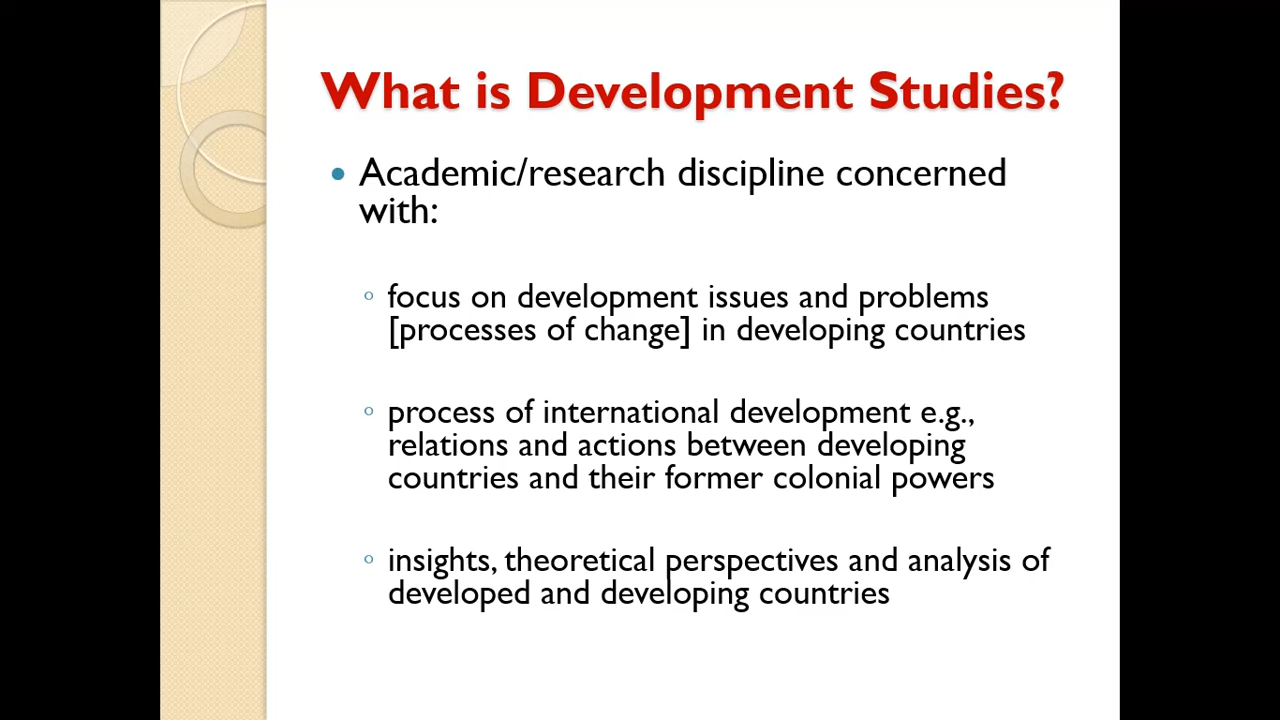 What is Development Studies?
• Academic/research discipline concerned
with:
◦ focus on development issues and problems
[processes of change] in developing countries
◦ process of international development e.g.,
relations and actions between developing
countries and their former colonial powers
◦ insights, theoretical perspectives and analysis of
developed and developing countries